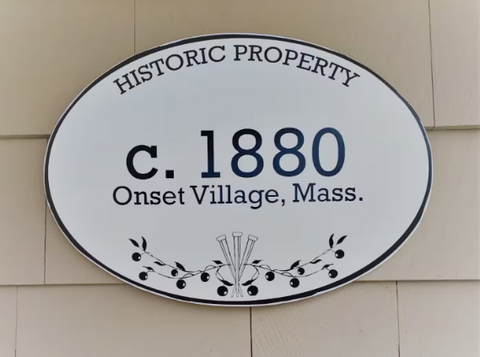 HISTORIC PROPERTY
c. 1880
Onset Village, Mass.